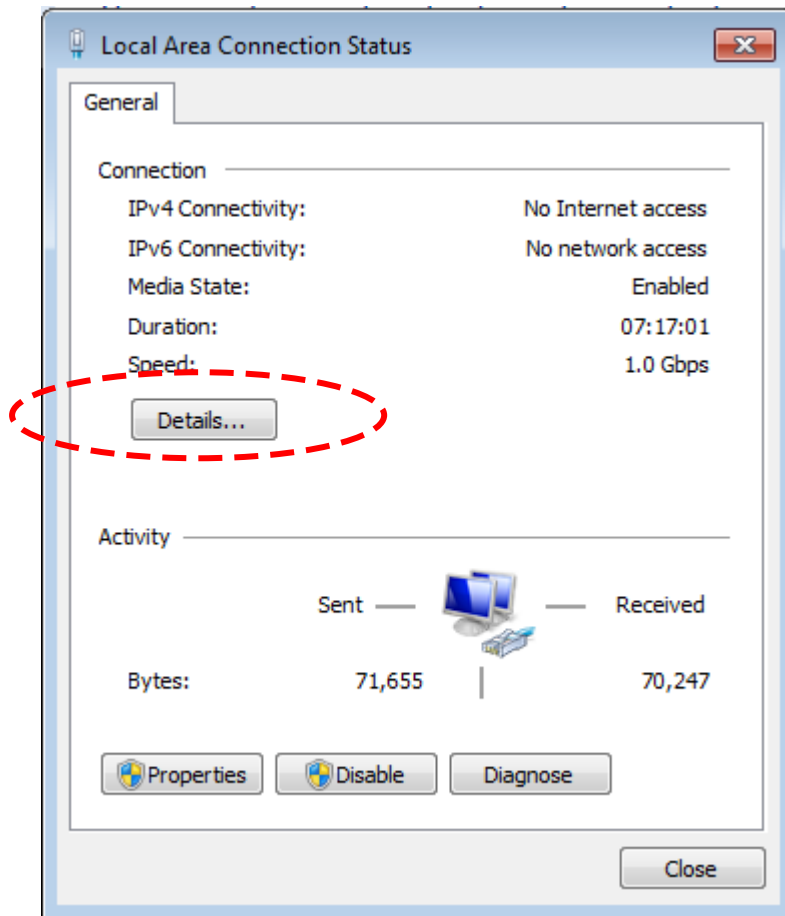 Local Area Connection Status
General
Connection
IPv4 Connectivity: No Internet access
IPv6 Connectivity: No network access
Media State: Enabled
Duration: 07:17:01
Speed: 1.0 Gbps
Details...
Activity
Sent Received
Bytes: 71,655 70,247
Properties Disable Diagnose
Close